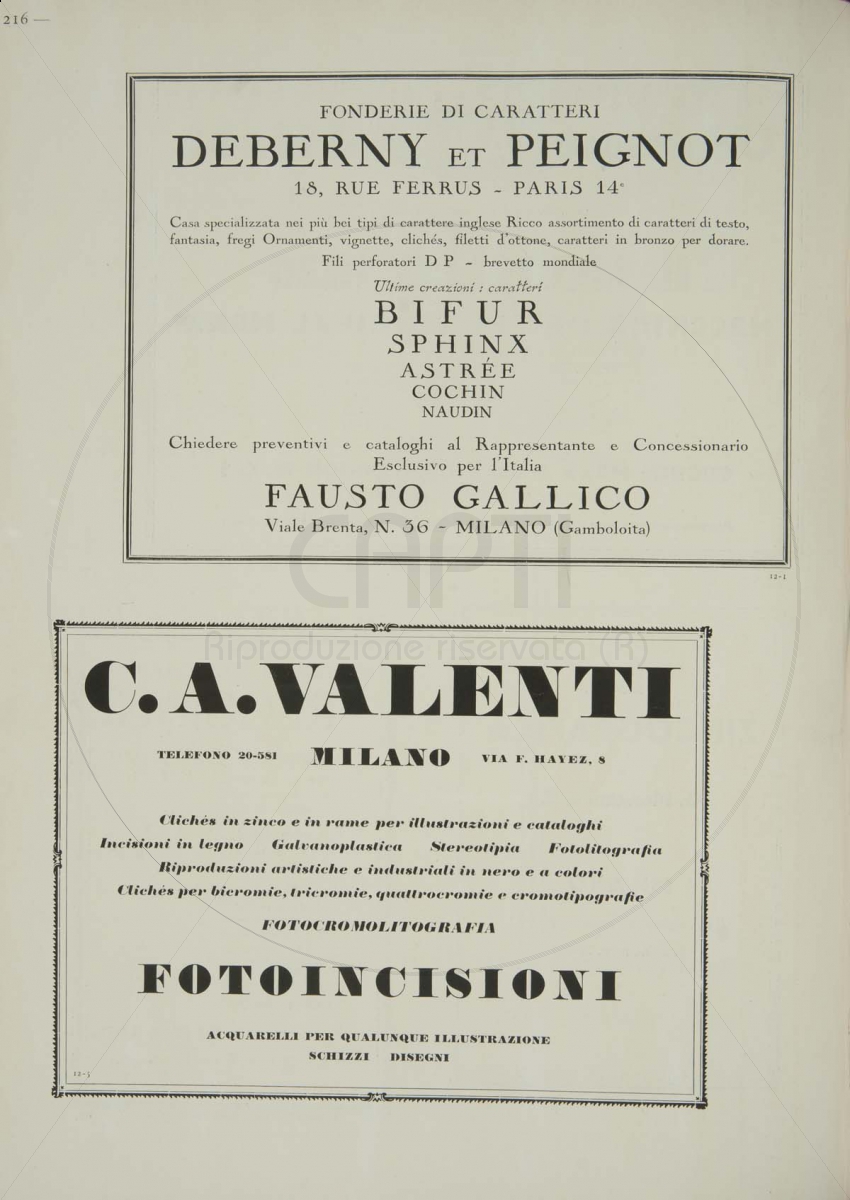 216 —
FONDERIE DI CARATTERI
DEBERNY ET PEIGNOT
18, RUE FERRUS - PARIS 14e
Casa specializzata nei più bei tipi di carattere inglese Ricco assortimento di caratteri di testo,
fantasia, fregi Ornamenti, vignette, clichés, filetti d'ottone, caratteri in bronzo per dorare.
Fili perforatori D P - brevetto mondiale
Ultime creazioni : caratteri
BIFUR
SPHINX
ASTRÉE
COCHIN
NAUDIN
Chiedere preventivi e cataloghi al Rappresentante e Concessionario
Esclusivo per l'Italia
FAUSTO GALLICO
Viale Brenta, N. 36 - MILANO (Gamboloita)
CAPTI
12-5
Riproduzione riservata (R)
C. A. VALENTI
TELEFONO 20-581 MILANO VIA F. HAYEZ, 8
Clichés in zinco e in rame per illustrazioni e cataloghi
Incisioni in legno Galvanoplastica Stereotipia Fotolitografia
Riproduzioni artistiche e industriali in nero e a colori
Clichés per bicromie, tricromie, quattrocromie e cromotipografie
FOTOCROMOLITOGRAFIA
FOTOINCISIONI
ACQUARELLI PER QUALUNQUE ILLUSTRAZIONE
SCHIZZI DISEGNI
12-5